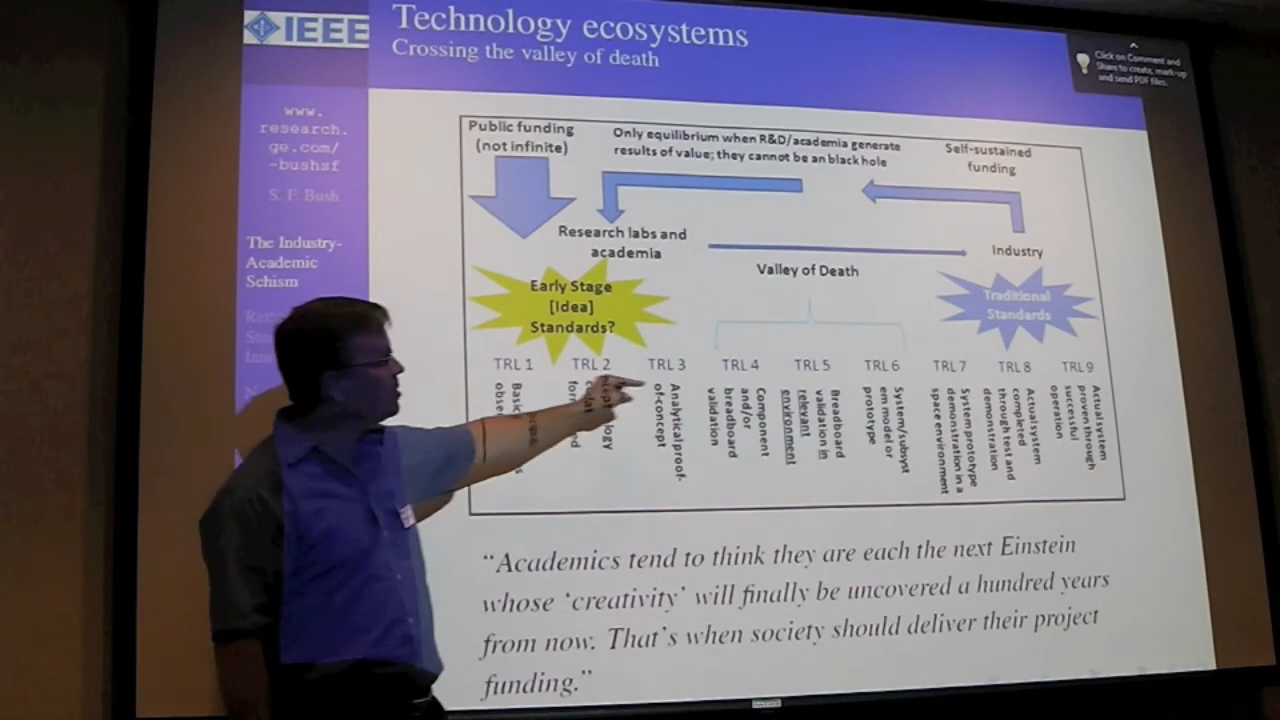 IEEE
Technology ecosystems
Crossing the valley of death
Click on Comment and
Share to create, mark-up
and send PDF files.
www.
research.
ge.com/
~bushsf
S. F. Bush
The Industry-
Academic
Schism
Public funding
(not infinite)
Only equilibrium when R&D/academia generate
results of value; they cannot be an black hole
Self-sustained
funding
Research labs and
academia
Industry
Valley of Death
Early Stage
[Idea]
Standards?
Traditional
Standards
TRL 1
TRL 2
TRL 3
TRL 4
TRL 5
TRL 6
TRL 7
TRL 8
TRL 9
Basic
Analytical proof-
of-concept
Component
and/or
breadboard
validation
Breadboard
validation in
relevant
environment
System/subsyst
em model or
prototype
System prototype
demonstration in a
space environment
Actual system
completed
through test and
demonstration
Actual system
proven through
successful
operation
“Academics tend to think they are each the next Einstein
whose ‘creativity’ will finally be uncovered a hundred years
from now. That’s when society should deliver their project
funding.”